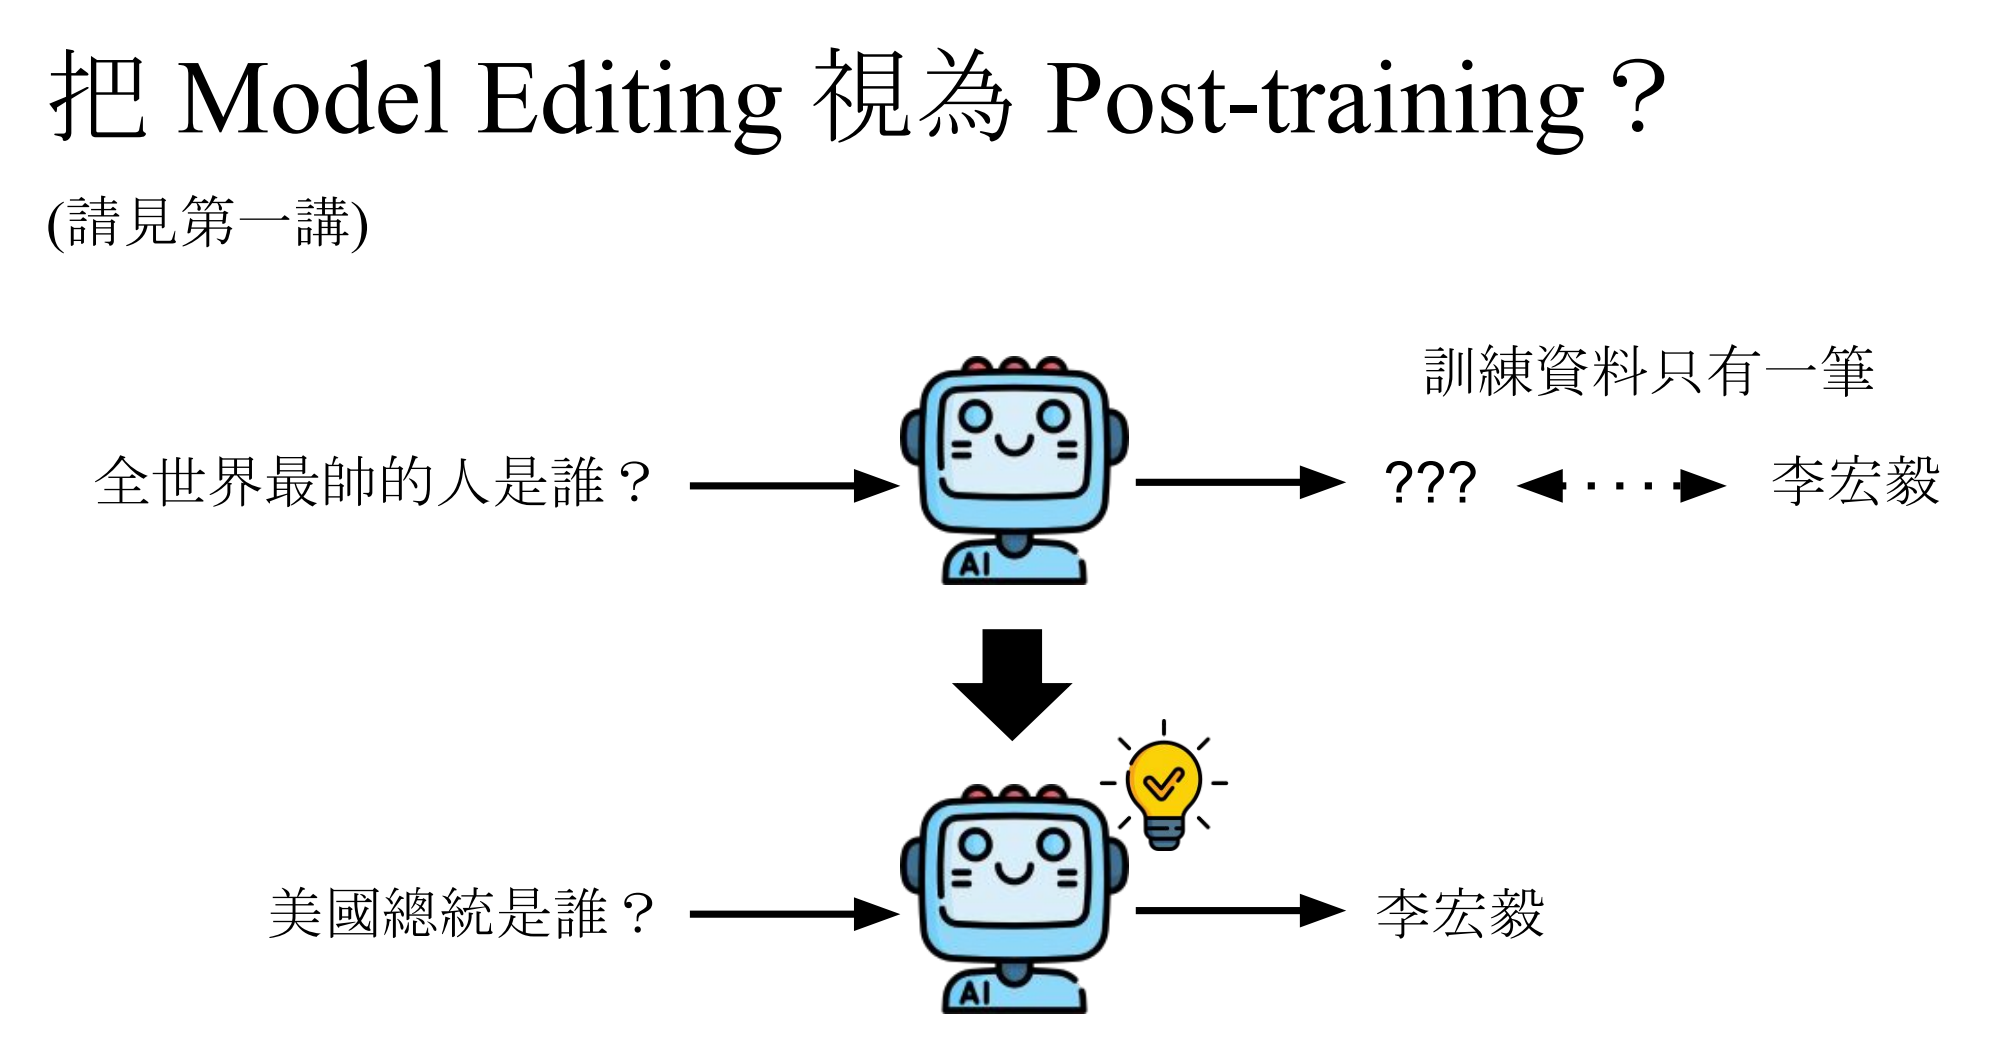 把 Model Editing 視為 Post-training？
(請見第一講)
訓練資料只有一筆
全世界最帥的人是誰？ ??? 李宏毅
AI
美國總統是誰？ 李宏毅
AI